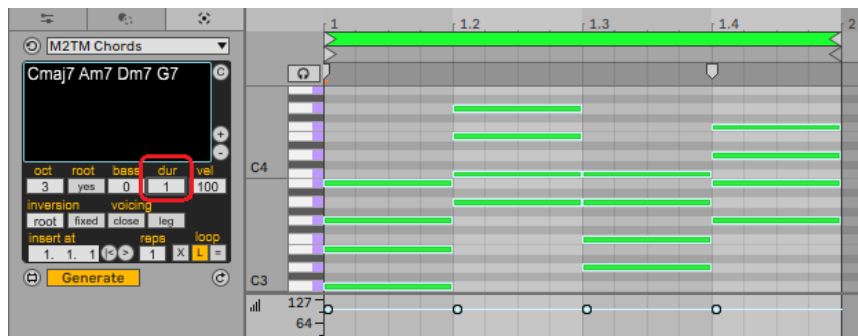 1 1.2 1.3 1.4 2
M2TM Chords
Cmaj7 Am7 Dm7 G7
C
+
-
oct root bass dur vel
3 yes 0 1 100
inversion voicing
root fixed close leg
insert at reps loop
1. 1. 1 |< > 1 X L =
Generate
C4
C3
127
64